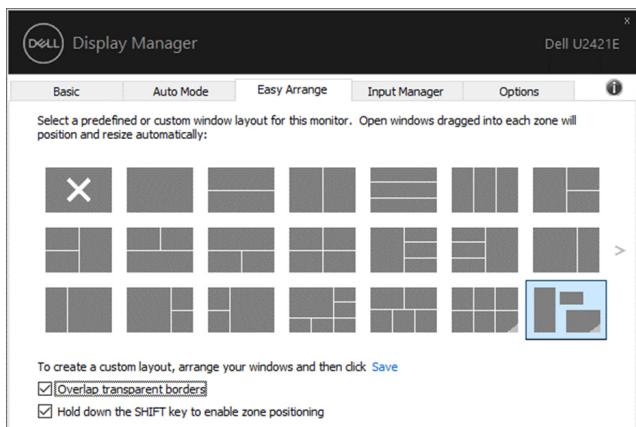 DELL Display Manager
x
Dell U2421E
Basic Auto Mode Easy Arrange Input Manager Options i
Select a predefined or custom window layout for this monitor. Open windows dragged into each zone will
position and resize automatically:
>
To create a custom layout, arrange your windows and then click Save
Overlap transparent borders
Hold down the SHIFT key to enable zone positioning